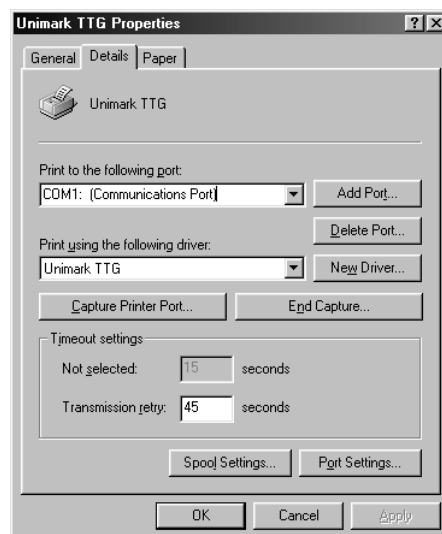 Unimark TTG Properties
General Details Paper
Unimark TTG
Print to the following port:
COM1: (Communications Port)
Add Port...
Delete Port...
Print using the following driver:
Unimark TTG
New Driver...
Capture Printer Port... End Capture...
Timeout settings
Not selected: 15 seconds
Transmission retry: 45 seconds
Spool Settings... Port Settings...
OK Cancel Apply